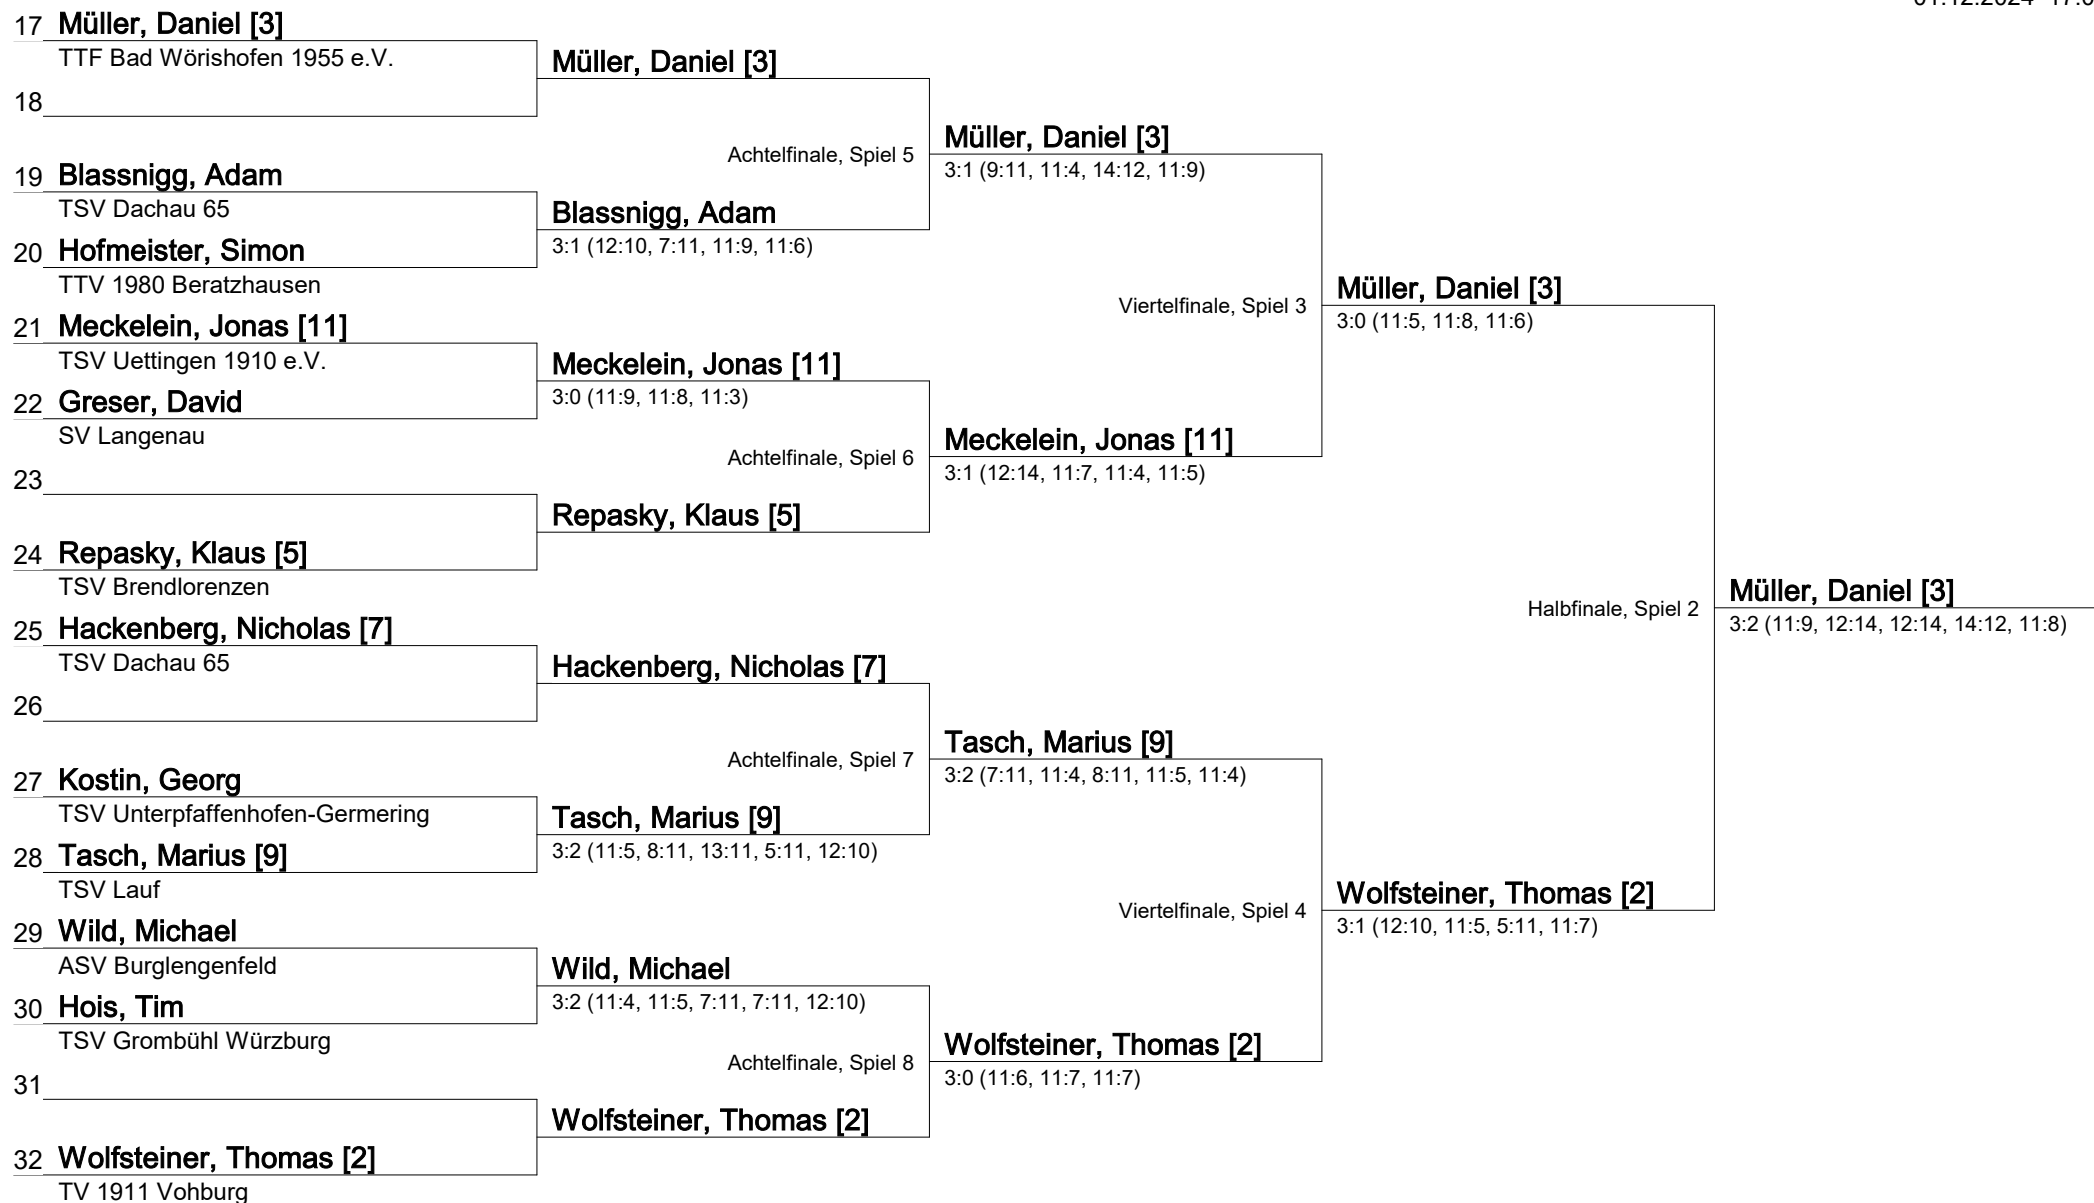 17 Müller, Daniel [3]
TTF Bad Wörishofen 1955 e.V.
18
19 Blassnigg, Adam
TSV Dachau 65
20 Hofmeister, Simon
TTV 1980 Beratzhausen
21 Meckelein, Jonas [11]
TSV Uettingen 1910 e.V.
22 Greser, David
SV Langenau
23
24 Repasky, Klaus [5]
TSV Brendlorenzen
25 Hackenberg, Nicholas [7]
TSV Dachau 65
26
27 Kostin, Georg
TSV Unterpfaffenhofen-Germering
28 Tasch, Marius [9]
TSV Lauf
29 Wild, Michael
ASV Burglengenfeld
30 Hois, Tim
TSV Grombühl Würzburg
31
32 Wolfsteiner, Thomas [2]
TV 1911 Vohburg
Müller, Daniel [3]
Achtelfinale, Spiel 5
Blassnigg, Adam
3:1 (12:10, 7:11, 11:9, 11:6)
Meckelein, Jonas [11]
3:0 (11:9, 11:8, 11:3)
Achtelfinale, Spiel 6
Repasky, Klaus [5]
Hackenberg, Nicholas [7]
Achtelfinale, Spiel 7
Tasch, Marius [9]
3:2 (11:5, 8:11, 13:11, 5:11, 12:10)
Wild, Michael
3:2 (11:4, 11:5, 7:11, 7:11, 12:10)
Achtelfinale, Spiel 8
Wolfsteiner, Thomas [2]
Müller, Daniel [3]
3:1 (9:11, 11:4, 14:12, 11:9)
Viertelfinale, Spiel 3
Meckelein, Jonas [11]
3:1 (12:14, 11:7, 11:4, 11:5)
Tasch, Marius [9]
3:2 (7:11, 11:4, 8:11, 11:5, 11:4)
Viertelfinale, Spiel 4
Wolfsteiner, Thomas [2]
3:0 (11:6, 11:7, 11:7)
Müller, Daniel [3]
3:0 (11:5, 11:8, 11:6)
Halbfinale, Spiel 2
Wolfsteiner, Thomas [2]
3:1 (12:10, 11:5, 5:11, 11:7)
Müller, Daniel [3]
3:2 (11:9, 12:14, 12:14, 14:12, 11:8)